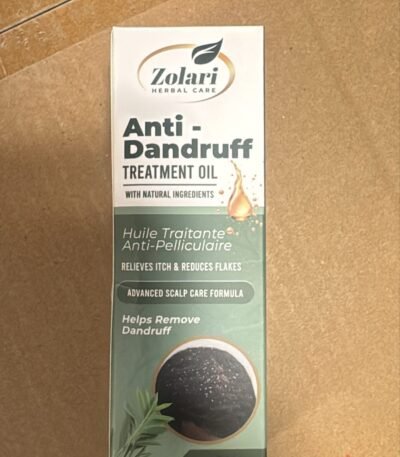 Zolari
HERBAL CARE
Anti -
Dandruff
TREATMENT OIL
WITH NATURAL INGREDIENTS
Huile Traitante
Anti-Pelliculaire
RELIEVES ITCH & REDUCES FLAKES
ADVANCED SCALP CARE FORMULA
Helps Remove
Dandruff